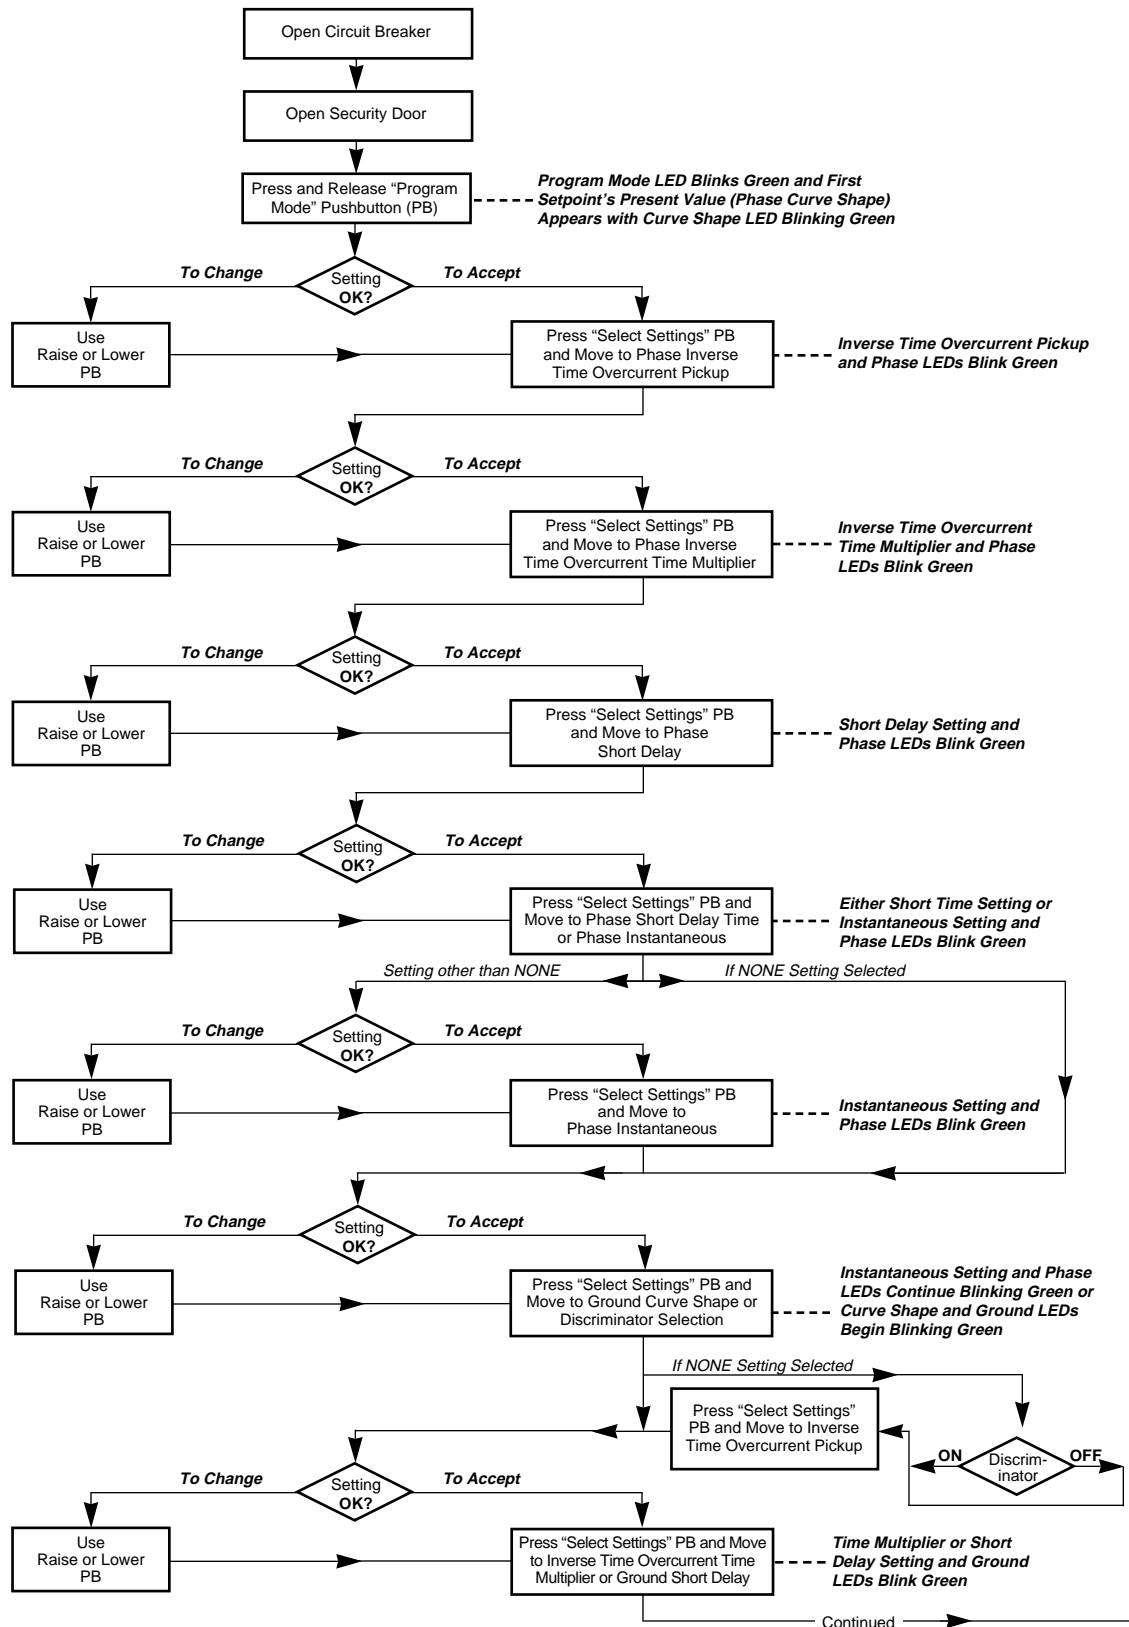 Open Circuit Breaker
Open Security Door
Press and Release “Program
Mode” Pushbutton (PB)
Program Mode LED Blinks Green and First
Setpoint’s Present Value (Phase Curve Shape)
Appears with Curve Shape LED Blinking Green
To Change
Setting
OK?
To Accept
Use
Raise or Lower
PB
Press “Select Settings” PB
and Move to Phase Inverse
Time Overcurrent Pickup
Inverse Time Overcurrent Pickup
and Phase LEDs Blink Green
To Change
Setting
OK?
To Accept
Use
Raise or Lower
PB
Press “Select Settings” PB
and Move to Phase Inverse
Time Overcurrent Time Multiplier
Inverse Time Overcurrent
Time Multiplier and Phase
LEDs Blink Green
To Change
Setting
OK?
To Accept
Use
Raise or Lower
PB
Press “Select Settings” PB
and Move to Phase
Short Delay
Short Delay Setting and
Phase LEDs Blink Green
To Change
Setting
OK?
To Accept
Use
Raise or Lower
PB
Press “Select Settings” PB and
Move to Phase Short Delay Time
or Phase Instantaneous
Either Short Time Setting or
Instantaneous Setting and
Phase LEDs Blink Green
Setting other than NONE
If NONE Setting Selected
To Change
Setting
OK?
To Accept
Use
Raise or Lower
PB
Press “Select Settings” PB
and Move to
Phase Instantaneous
Instantaneous Setting and
Phase LEDs Blink Green
To Change
Setting
OK?
To Accept
Use
Raise or Lower
PB
Press “Select Settings” PB and
Move to Ground Curve Shape or
Discriminator Selection
Instantaneous Setting and Phase
LEDs Continue Blinking Green or
Curve Shape and Ground LEDs
Begin Blinking Green
If NONE Setting Selected
Press “Select Settings”
PB and Move to Inverse
Time Overcurrent Pickup
ON
Discrim-
inator
OFF
To Change
Setting
OK?
To Accept
Use
Raise or Lower
PB
Press “Select Settings” PB and Move
to Inverse Time Overcurrent Time
Multiplier or Ground Short Delay
Time Multiplier or Short
Delay Setting and Ground
LEDs Blink Green
Continued